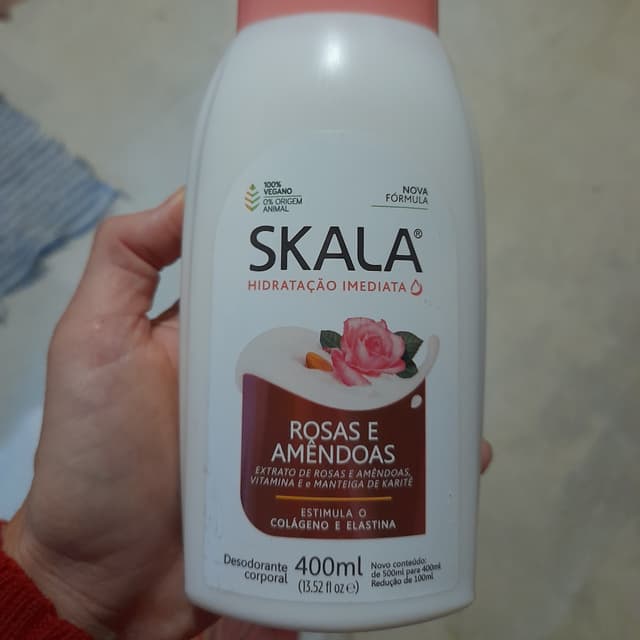 100%
VEGANO
0% ORIGEM
ANIMAL
NOVA
FÓRMULA
SKALA®
HIDRATAÇÃO IMEDIATA
ROSAS E
AMÊNDOAS
EXTRATO DE ROSAS E AMÊNDOAS,
VITAMINA E e MANTEIGA DE KARITÉ
ESTIMULA O
COLÁGENO E ELASTINA
Desodorante
corporal
400ml
(13.52 fl oz ℮)
Novo conteúdo:
de 500ml para 400ml
Redução de 100ml